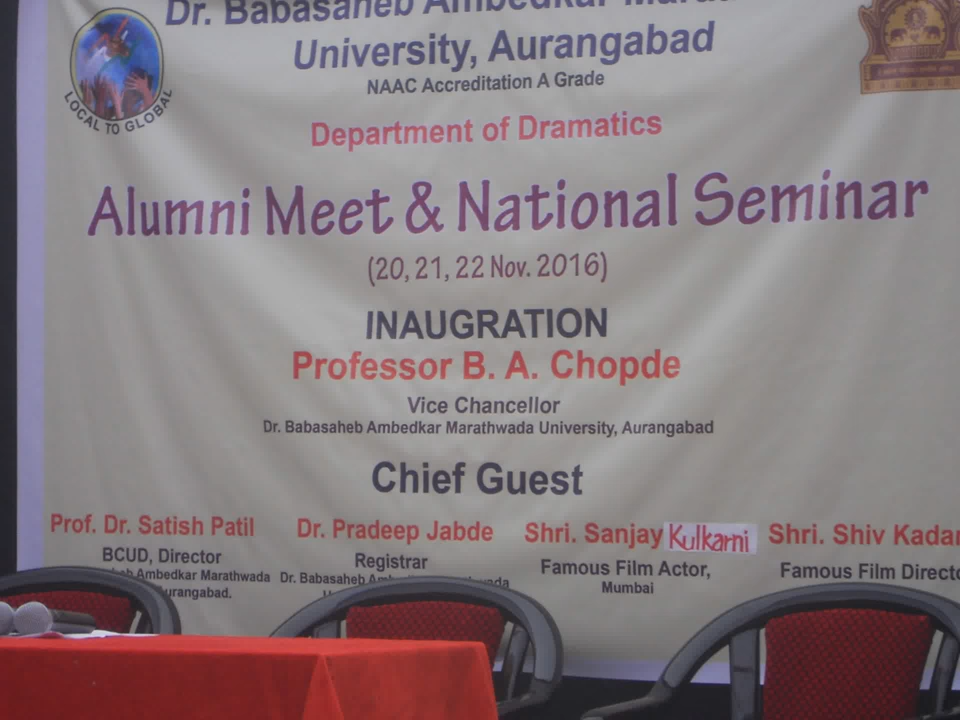 Dr. Babasaheb Ambedkar
University, Aurangabad
NAAC Accreditation A Grade
LOCAL TO GLOBAL
Department of Dramatics
Alumni Meet & National Seminar
(20, 21, 22 Nov. 2016)
INAUGRATION
Professor B. A. Chopde
Vice Chancellor
Dr. Babasaheb Ambedkar Marathwada University, Aurangabad
Chief Guest
Prof. Dr. Satish Patil
BCUD, Director
Ambedkar Marathwada
Dr. Pradeep Jabde
Registrar
Dr. Babasaheb
Shri. Sanjay Kulkarni
Famous Film Actor,
Mumbai
Shri. Shiv Kadam
Famous Film